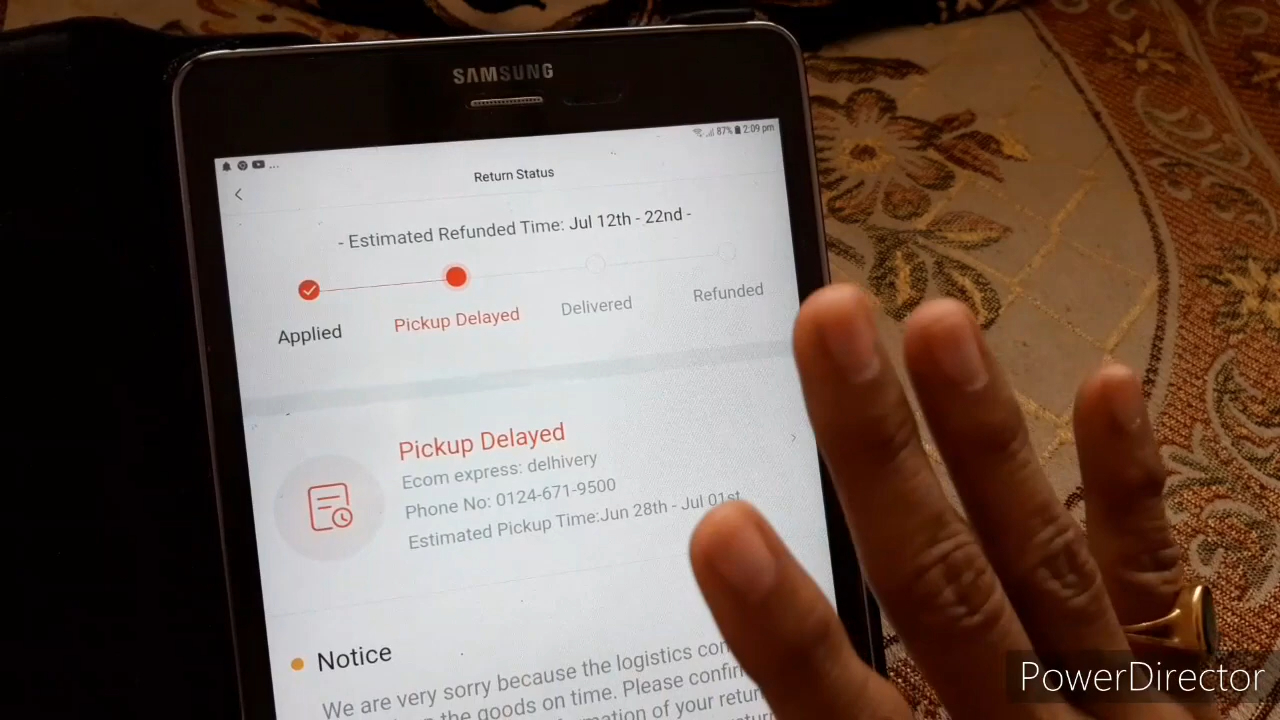 SAMSUNG
87% 2:09 pm
Return Status
- Estimated Refunded Time: Jul 12th - 22nd -
Applied
Pickup Delayed
Delivered
Refunded
Pickup Delayed
Ecom express: delhivery
Phone No: 0124-671-9500
Estimated Pickup Time:Jun 28th - Jul 01st
Notice
We are very sorry because the logistics
the goods on time. Please
of your
PowerDirector